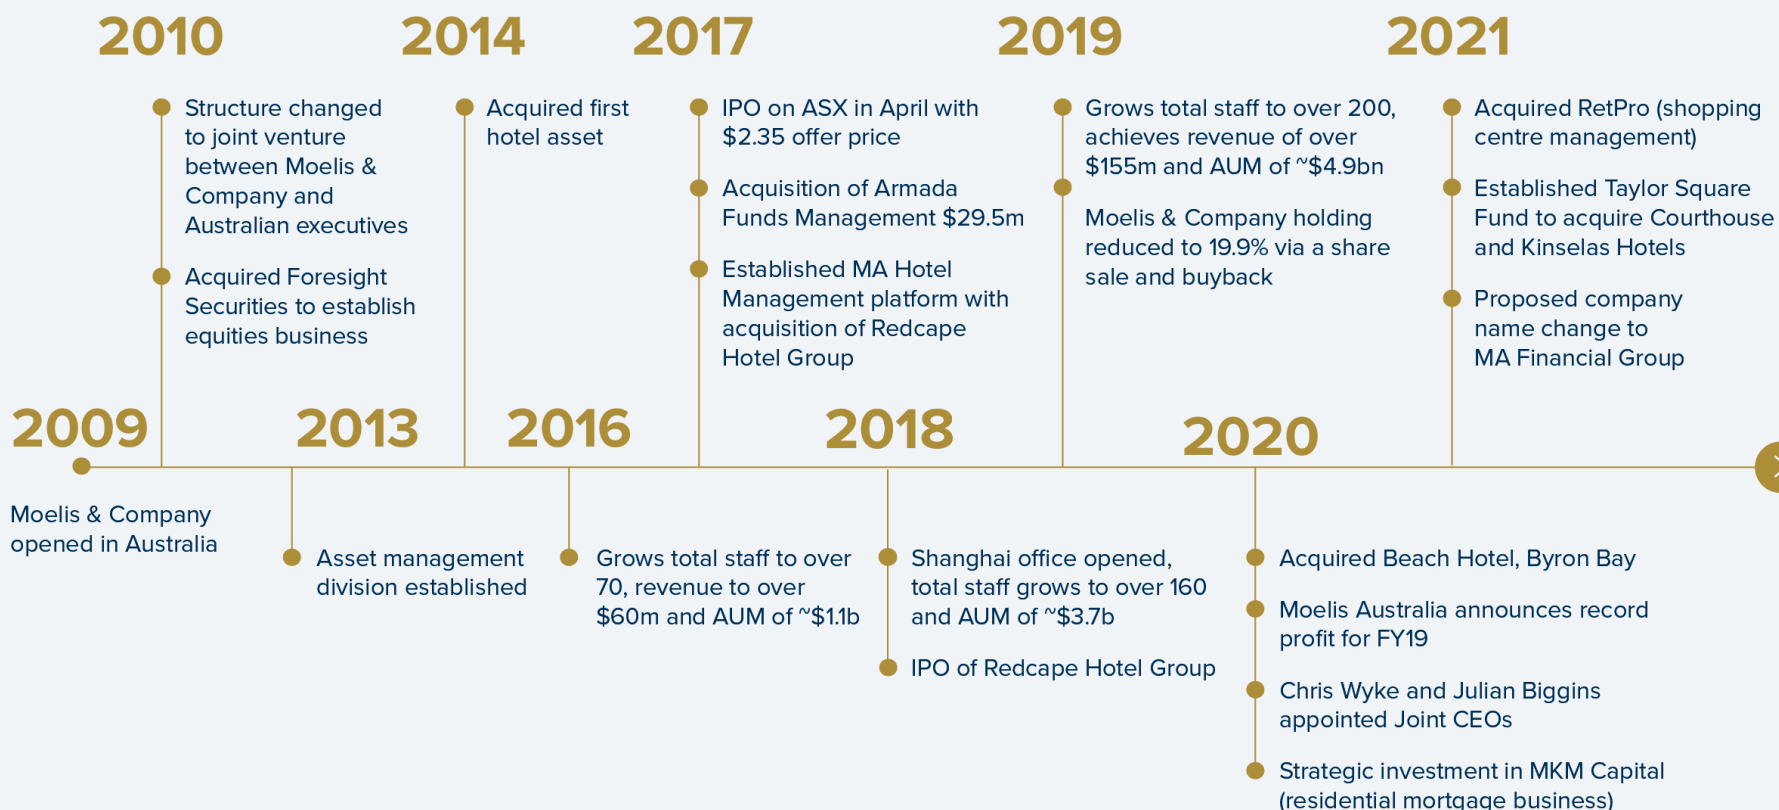 2010
Structure changed
to joint venture
between Moelis &
Company and
Australian executives
Acquired Foresight
Securities to establish
equities business
2014
Acquired first
hotel asset
2017
IPO on ASX in April with
$2.35 offer price
Acquisition of Armada
Funds Management $29.5m
Established MA Hotel
Management platform with
acquisition of Redcape
Hotel Group
2019
Grows total staff to over 200,
achieves revenue of over
$155m and AUM of ~$4.9bn
Moelis & Company holding
reduced to 19.9% via a share
sale and buyback
2021
Acquired RetPro (shopping
centre management)
Established Taylor Square
Fund to acquire Courthouse
and Kinselas Hotels
Proposed company
name change to
MA Financial Group
2009
Moelis & Company
opened in Australia
2013
Asset management
division established
2016
Grows total staff to over
70, revenue to over
$60m and AUM of ~$1.1b
2018
Shanghai office opened,
total staff grows to over 160
and AUM of ~$3.7b
IPO of Redcape Hotel Group
2020
Acquired Beach Hotel, Byron Bay
Moelis Australia announces record
profit for FY19
Chris Wyke and Julian Biggins
appointed Joint CEOs
Strategic investment in MKM Capital
(residential mortgage business)